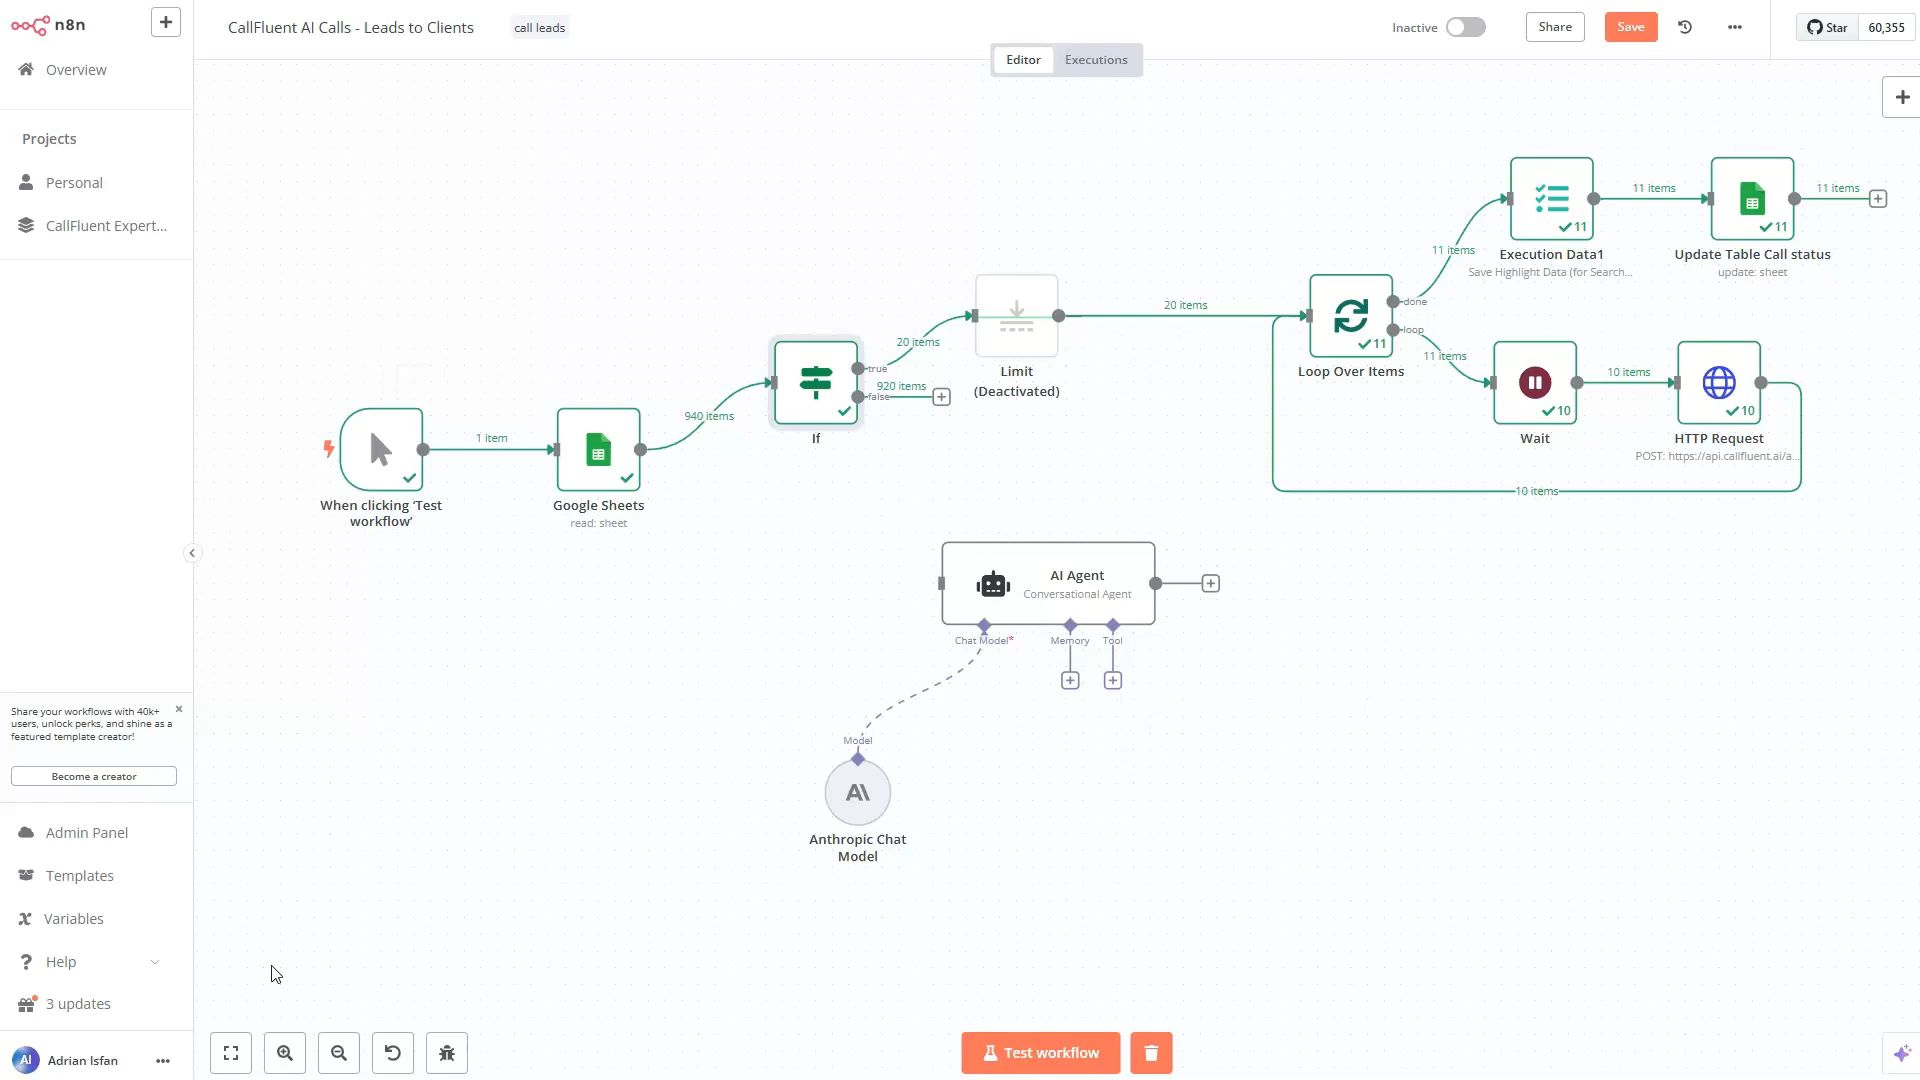 n8n
Overview
Projects
Personal
CallFluent Expert...
Share your workflows with 40k+
users, unlock perks, and shine as a
featured template creator!
Become a creator
Admin Panel
Templates
Variables
Help
3 updates
AI
Adrian Isfan
CallFluent AI Calls - Leads to Clients
call leads
Inactive
Share
Save
Star
60,355
Editor
Executions
When clicking ‘Test
workflow’
1 item
Google Sheets
read: sheet
940 items
If
true
false
20 items
920 items
Limit
(Deactivated)
20 items
Loop Over Items
11
done
loop
11 items
11 items
Execution Data1
Save Highlight Data (for Search...
11
11 items
Update Table Call status
update: sheet
11
11 items
Wait
10
10 items
HTTP Request
POST: https://api.callfluent.ai/a...
10
10 items
AI Agent
Conversational Agent
Chat Model*
Memory
Tool
Model
Anthropic Chat
Model
Test workflow